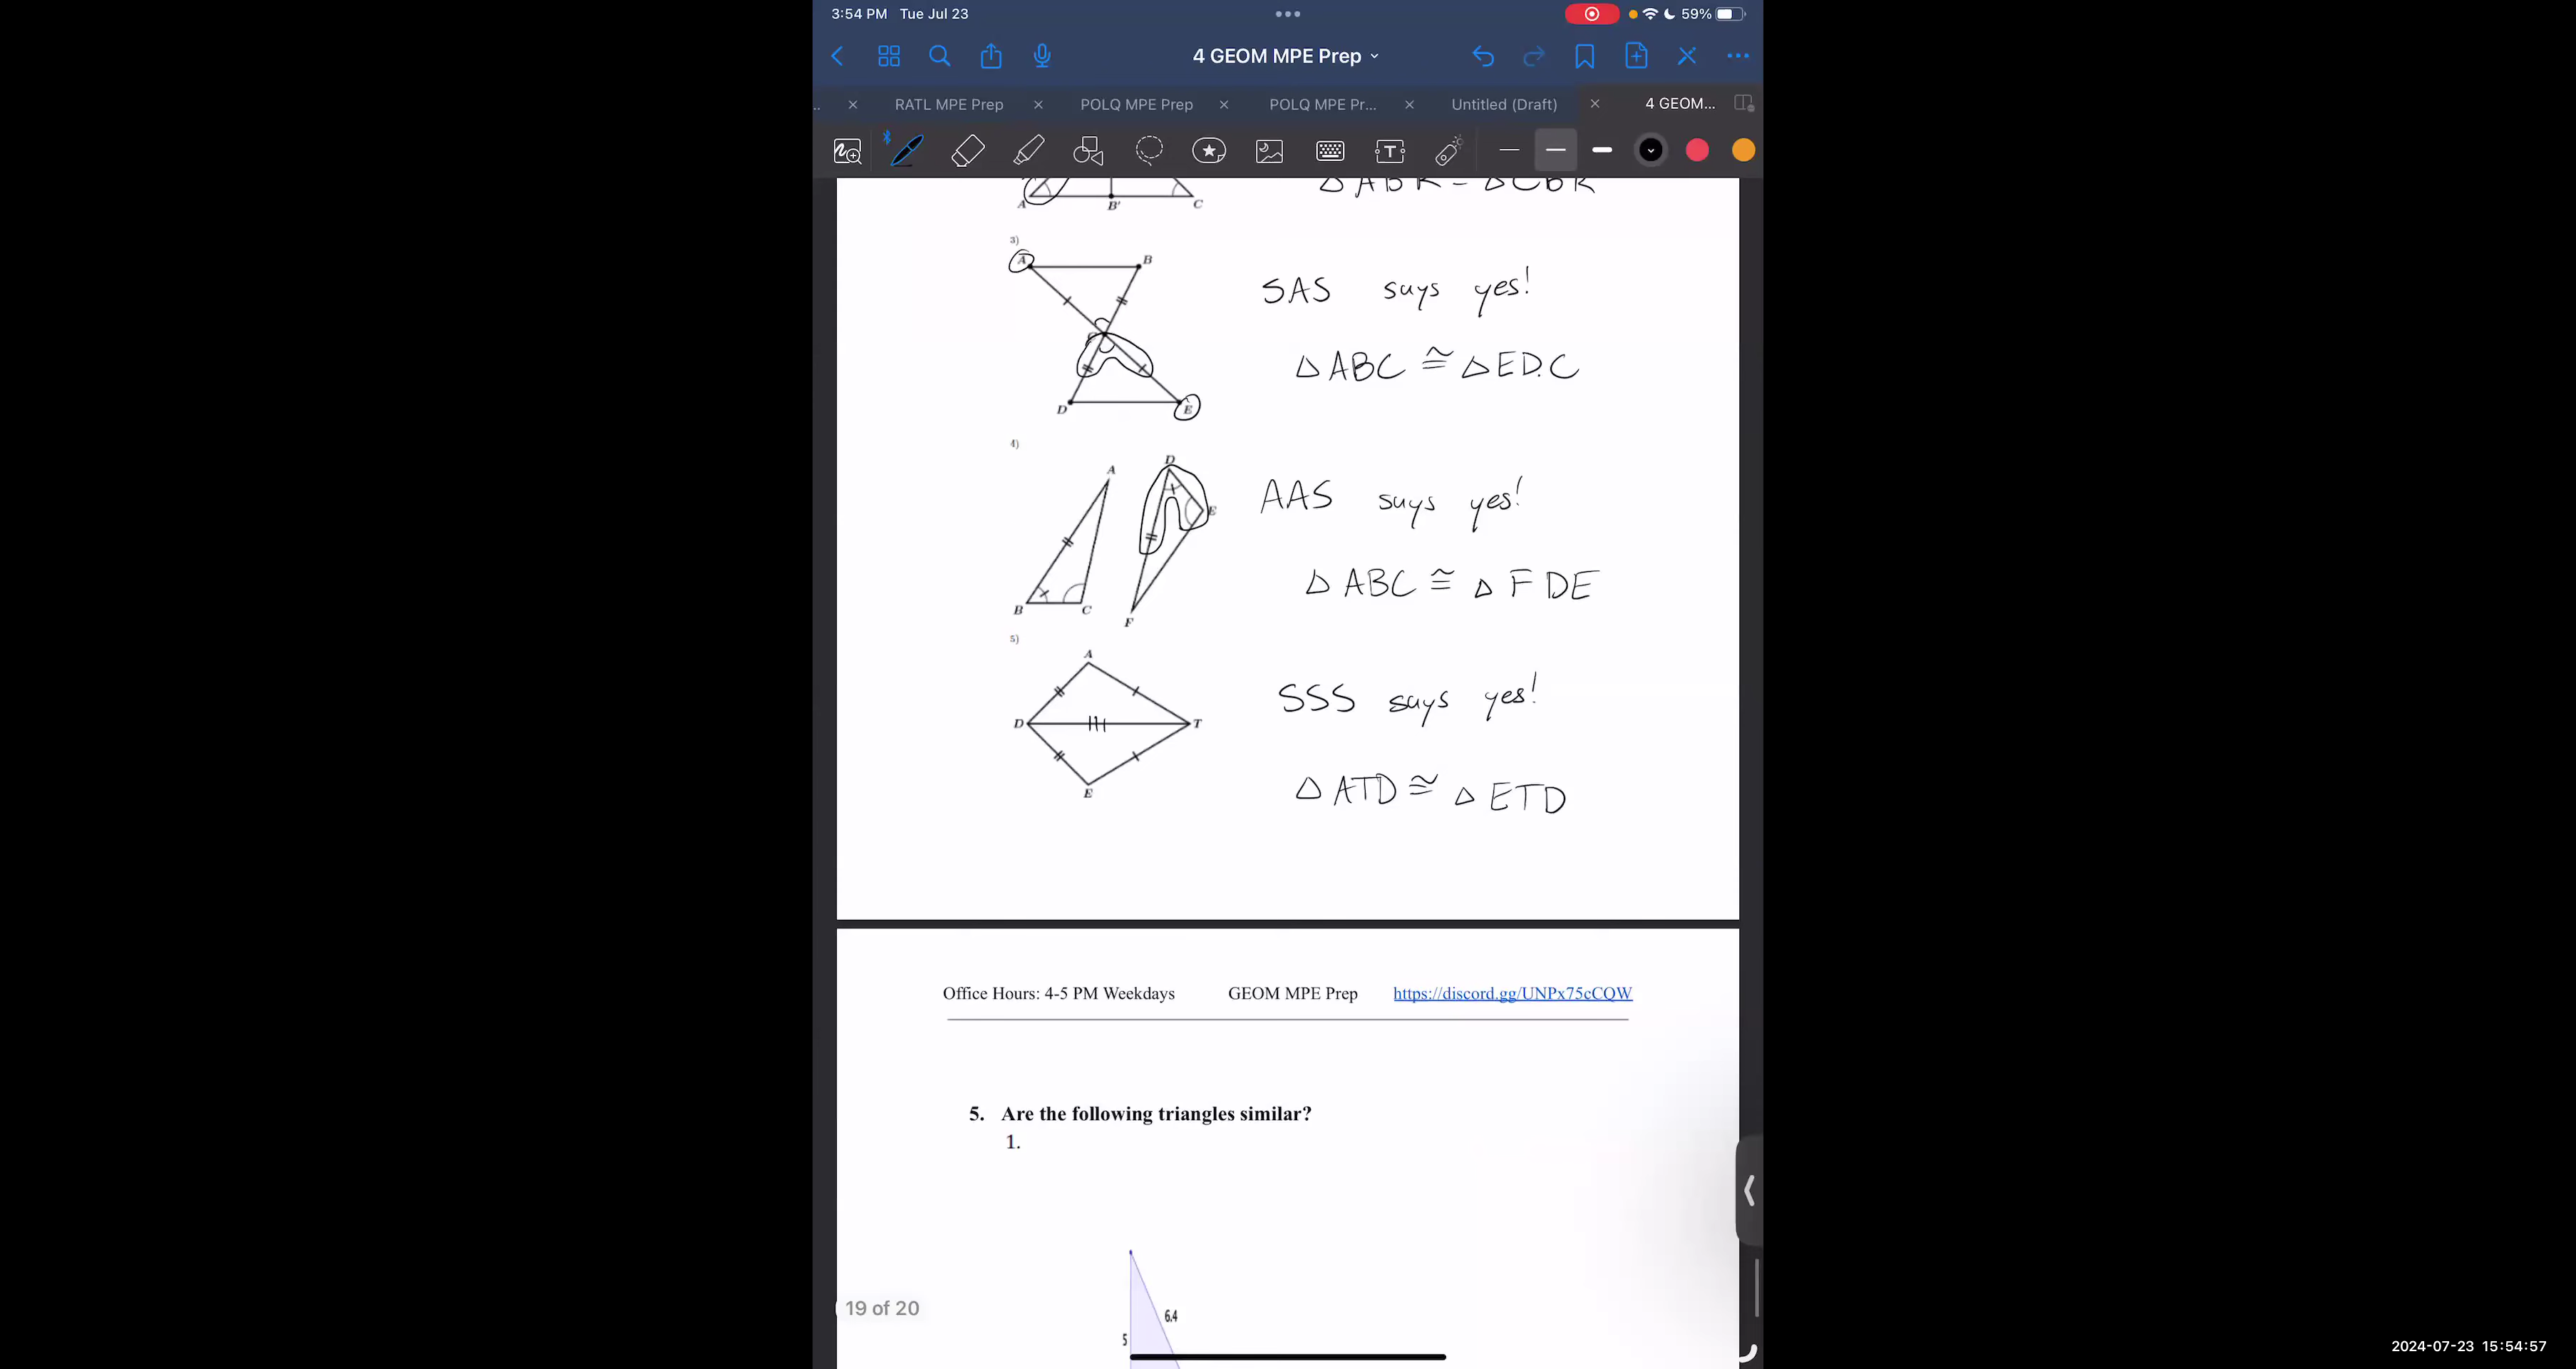 3:54 PM Tue Jul 23
59%
4 GEOM MPE Prep
..
RATL MPE Prep
POLQ MPE Prep
POLQ MPE Pr...
Untitled (Draft)
4 GEOM...
A B' C
3)
A B
C
D E
SAS says yes!
△ABC ≅ △EDC
4)
A D
E
B C
F
AAS says yes!
△ABC ≅ △FDE
5)
A
D T
E
SSS says yes!
△ATD ≅ △ETD
Office Hours: 4-5 PM Weekdays GEOM MPE Prep https://discord.gg/UNPx75cCQW
5. Are the following triangles similar?
1.
6.4
5
19 of 20
2024-07-23 15:54:57